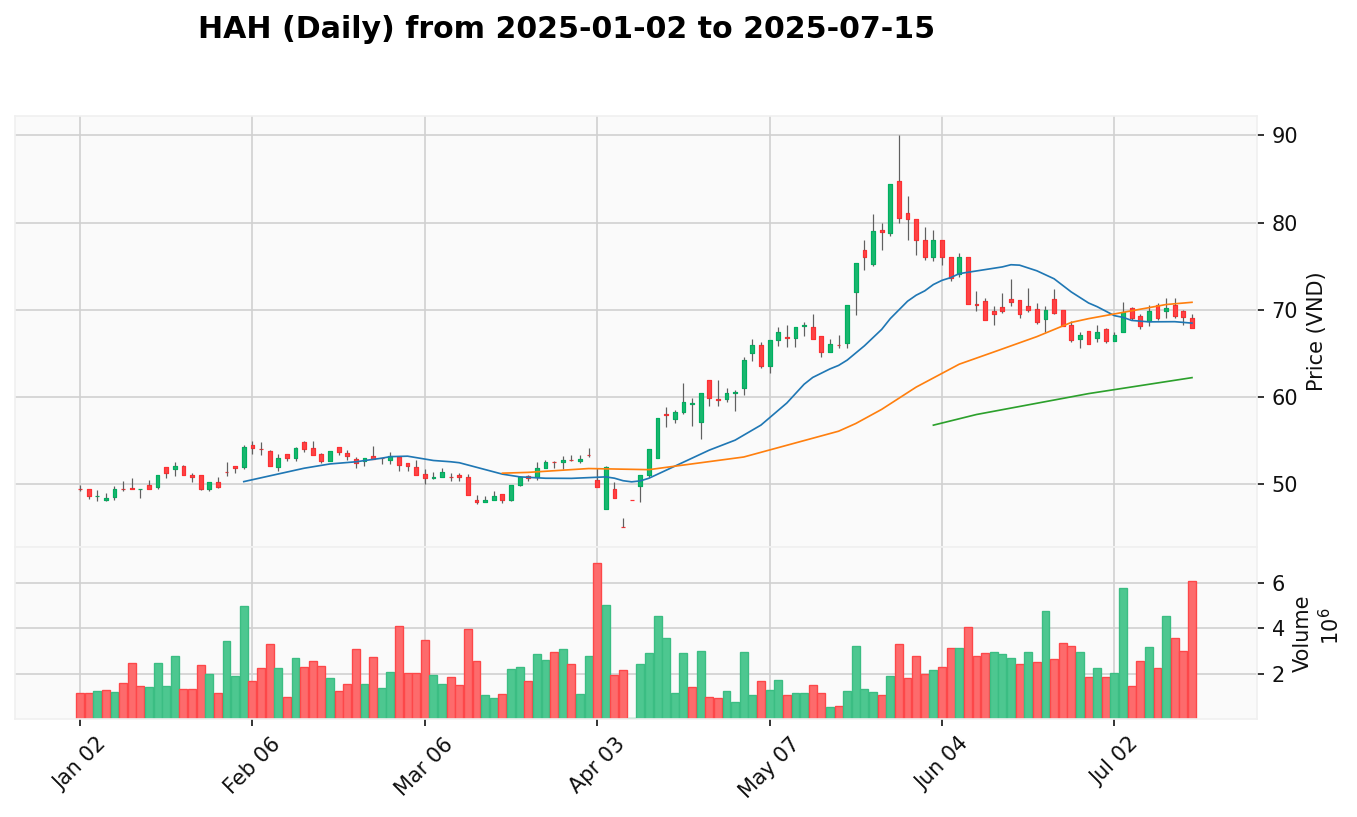 HAH (Daily) from 2025-01-02 to 2025-07-15
90
80
70
60
50
Price (VND)
6
4
2
Volume
10⁶
Jan 02
Feb 06
Mar 06
Apr 03
May 07
Jun 04
Jul 02